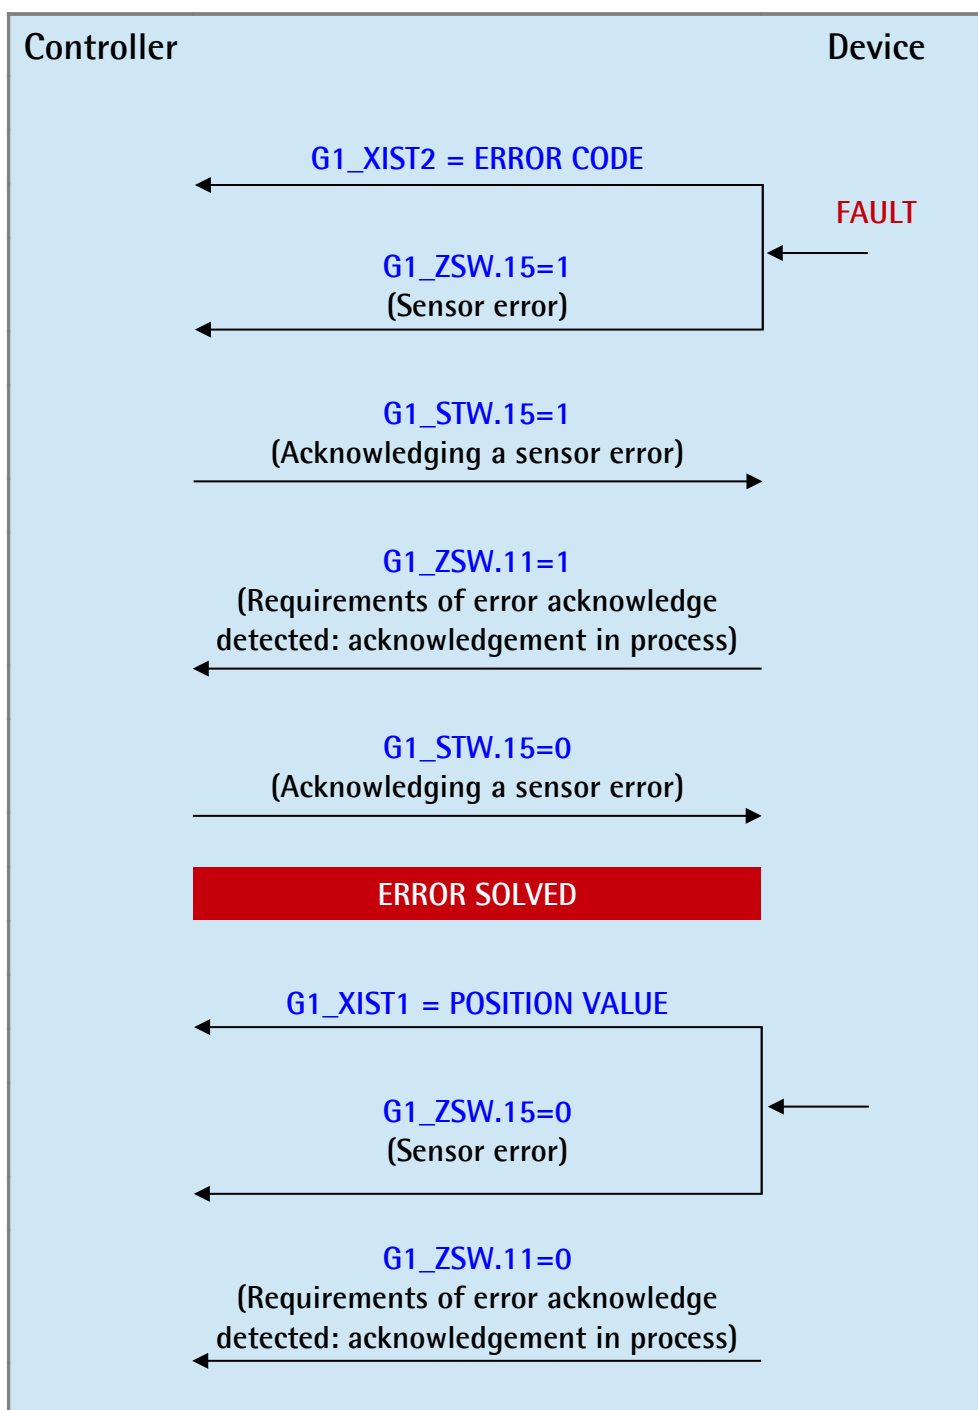 Controller
Device
G1_XIST2 = ERROR CODE
FAULT
G1_ZSW.15=1
(Sensor error)
G1_STW.15=1
(Acknowledging a sensor error)
G1_ZSW.11=1
(Requirements of error acknowledge
detected: acknowledgement in process)
G1_STW.15=0
(Acknowledging a sensor error)
ERROR SOLVED
G1_XIST1 = POSITION VALUE
G1_ZSW.15=0
(Sensor error)
G1_ZSW.11=0
(Requirements of error acknowledge
detected: acknowledgement in process)